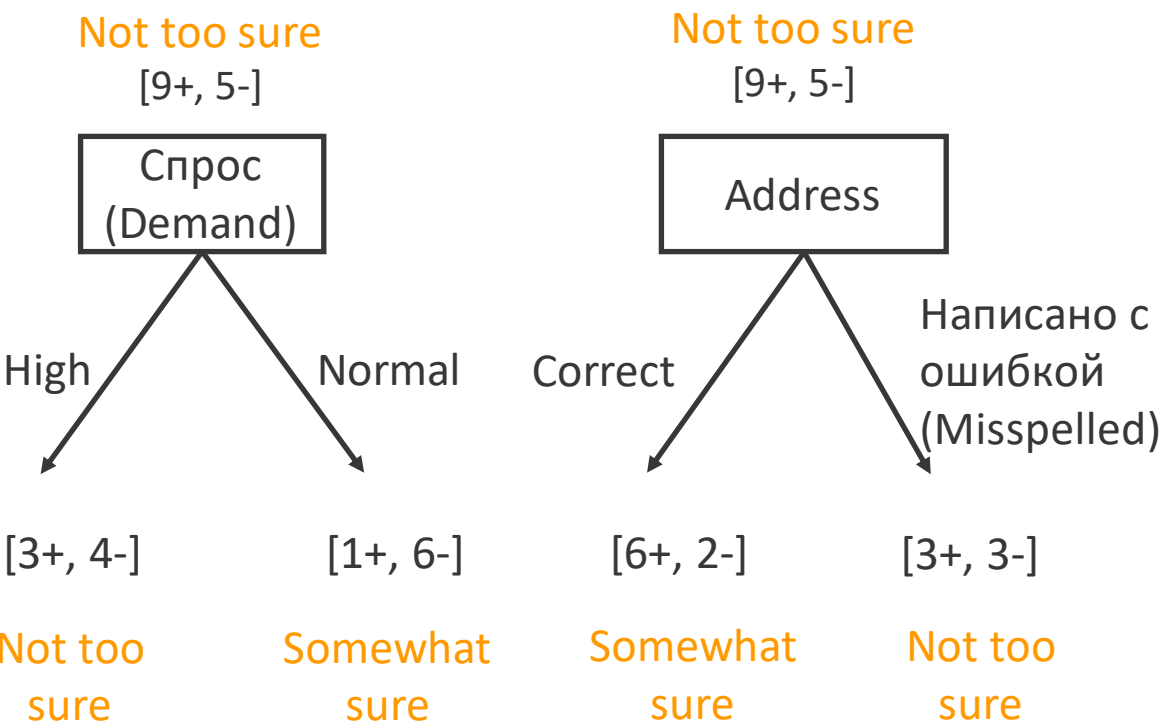 Not too sure
[9+, 5-]
Спрос
(Demand)
High
Normal
[3+, 4-]
[1+, 6-]
Not too
sure
Somewhat
sure
Not too sure
[9+, 5-]
Address
Correct
Написано с
ошибкой
(Misspelled)
[6+, 2-]
[3+, 3-]
Somewhat
sure
Not too
sure